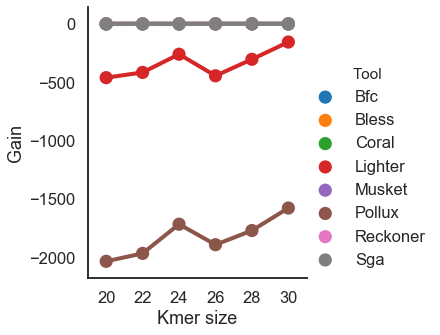 0
−500
−1000
−1500
−2000
Gain
20 22 24 26 28 30
Kmer size
Tool
Bfc
Bless
Coral
Lighter
Musket
Pollux
Reckoner
Sga